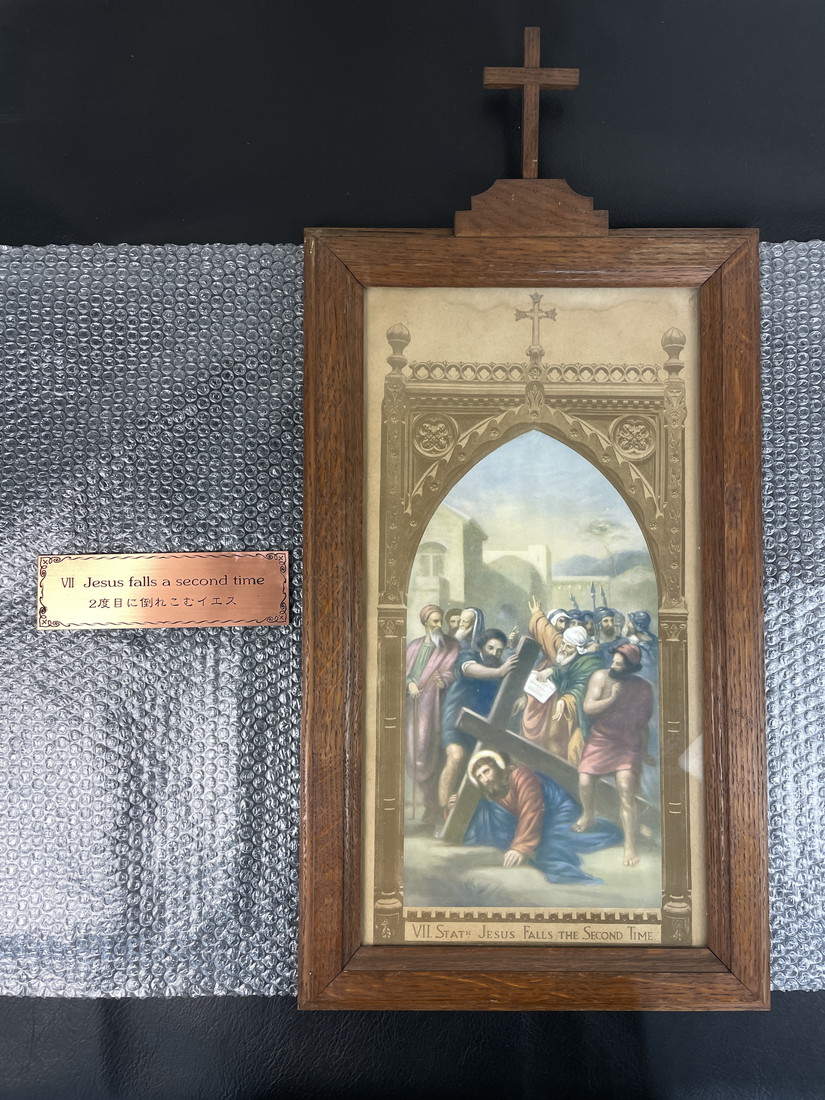 VII Jesus falls a second time
2度目に倒れこむイエス
VII. STATN JESUS FALLS THE SECOND TIME